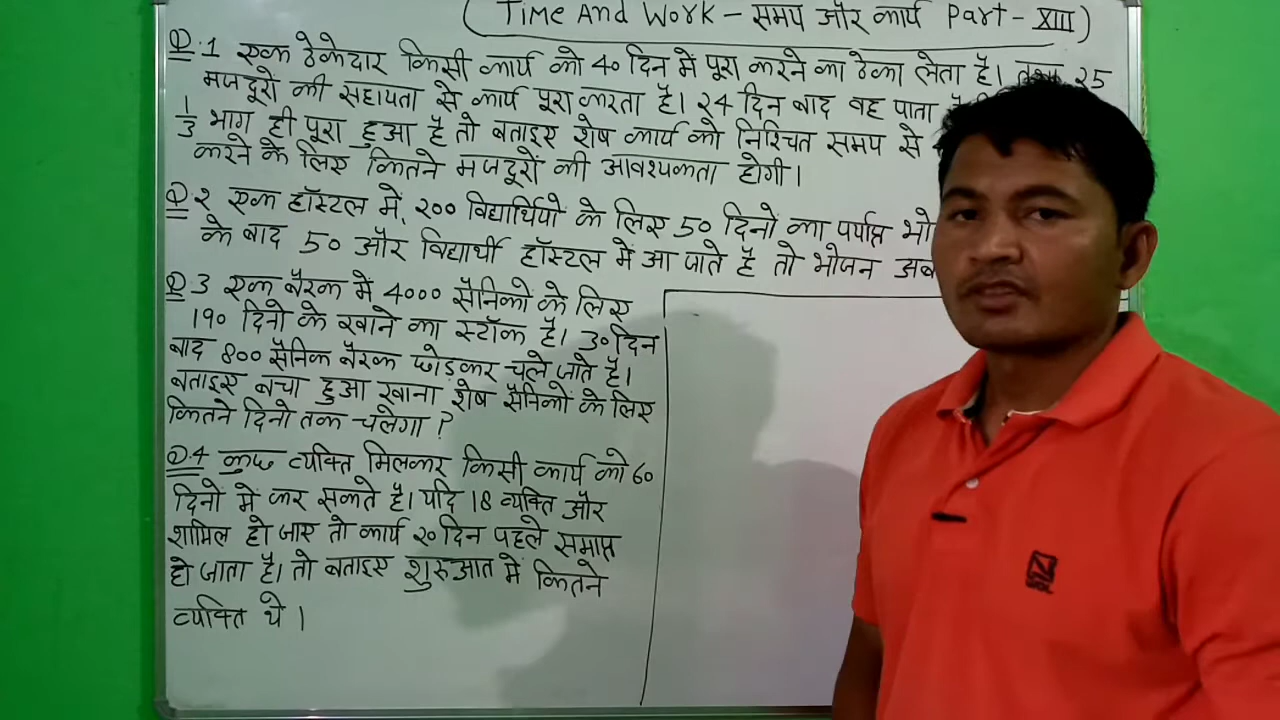 (Time And Work - समय और कार्य Part - XIII)
Q.1 एक ठेकेदार किसी कार्य को 40 दिन में पूरा करने का ठेका लेता है। तथा 25
मजदूरों की सहायता से कार्य पूरा करता है। 24 दिन बाद वह पाता है
1/3 भाग ही पूरा हुआ है तो बताइए शेष कार्य को निश्चित समय से
करने के लिए कितने मजदूरों की आवश्यकता होगी।
Q.2 एक हॉस्टल में, 200 विद्यार्थियों के लिए 50 दिनों का पर्याप्त
के बाद 50 और विद्यार्थी हॉस्टल में आ जाते है तो भोजन
Q.3 एक बैरक में 4000 सैनिकों के लिए
190 दिनों के खाने का स्टॉक है। 30 दिन
बाद 800 सैनिक बैरक छोड़कर चले जाते है।
बताइए बचा हुआ खाना शेष सैनिकों के लिए
कितने दिनों तक चलेगा ?
Q.4 कुछ व्यक्ति मिलकर किसी कार्य को 60
दिनों में कर सकते है। यदि 18 व्यक्ति और
शामिल हो जाए तो कार्य 20 दिन पहले समाप्त
हो जाता है। तो बताइए शुरुआत में कितने
व्यक्ति थे ।